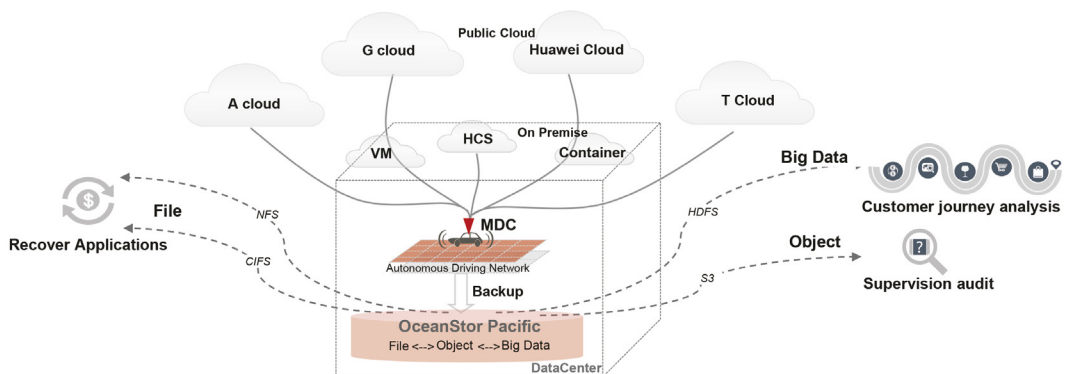 Public Cloud
G cloud
Huawei Cloud
A cloud
T Cloud
On Premise
VM
HCS
Container
Big Data
Customer journey analysis
File
NFS
HDFS
MDC
Recover Applications
CIFS
Autonomous Driving Network
Object
S3
Supervision audit
Backup
OceanStor Pacific
File <--> Object <--> Big Data
DataCenter